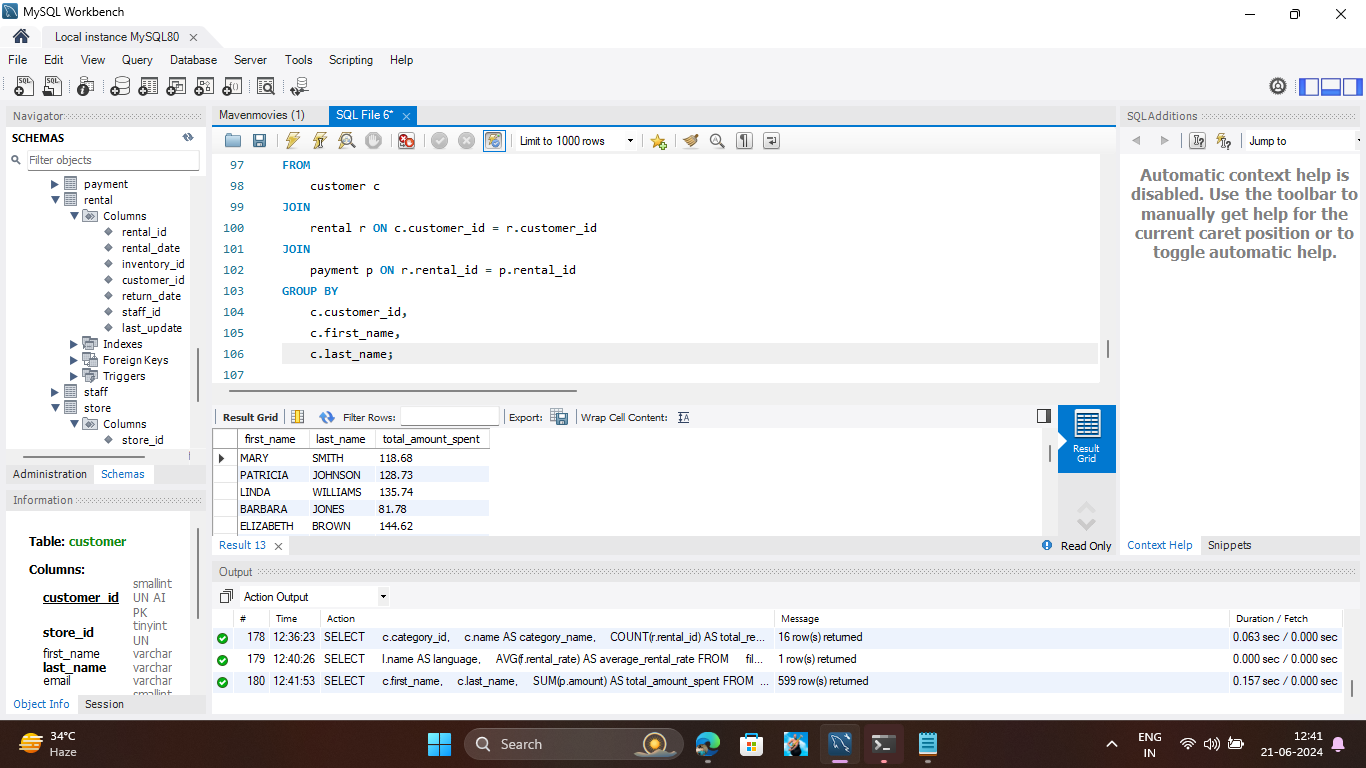 MySQL Workbench
Local instance MySQL80
File Edit View Query Database Server Tools Scripting Help
Navigator
SCHEMAS
Filter objects
payment
rental
Columns
rental_id
rental_date
inventory_id
customer_id
return_date
staff_id
last_update
Indexes
Foreign Keys
Triggers
staff
store
Columns
store_id
Administration Schemas
Information
Table: customer
Columns:
customer_id smallint UN AI PK
store_id tinyint UN
first_name varchar
last_name varchar
email varchar
smallint
Object Info Session
Mavenmovies (1) SQL File 6*
Limit to 1000 rows
97 FROM
98 customer c
99 JOIN
100 rental r ON c.customer_id = r.customer_id
101 JOIN
102 payment p ON r.rental_id = p.rental_id
103 GROUP BY
104 c.customer_id,
105 c.first_name,
106 c.last_name;
107
Result Grid Filter Rows: Export: Wrap Cell Content:
first_name last_name total_amount_spent
MARY SMITH 118.68
PATRICIA JOHNSON 128.73
LINDA WILLIAMS 135.74
BARBARA JONES 81.78
ELIZABETH BROWN 144.62
Result Grid
Result 13 Read Only
SQLAdditions
Jump to
Automatic context help is
disabled. Use the toolbar to
manually get help for the
current caret position or to
toggle automatic help.
Context Help Snippets
Output
Action Output
# Time Action Message Duration / Fetch
178 12:36:23 SELECT c.category_id, c.name AS category_name, COUNT(r.rental_id) AS total_re... 16 row(s) returned 0.063 sec / 0.000 sec
179 12:40:26 SELECT l.name AS language, AVG(f.rental_rate) AS average_rental_rate FROM fil... 1 row(s) returned 0.000 sec / 0.000 sec
180 12:41:53 SELECT c.first_name, c.last_name, SUM(p.amount) AS total_amount_spent FROM ... 599 row(s) returned 0.157 sec / 0.000 sec
34°C
Haze
Search
ENG
IN
12:41
21-06-2024